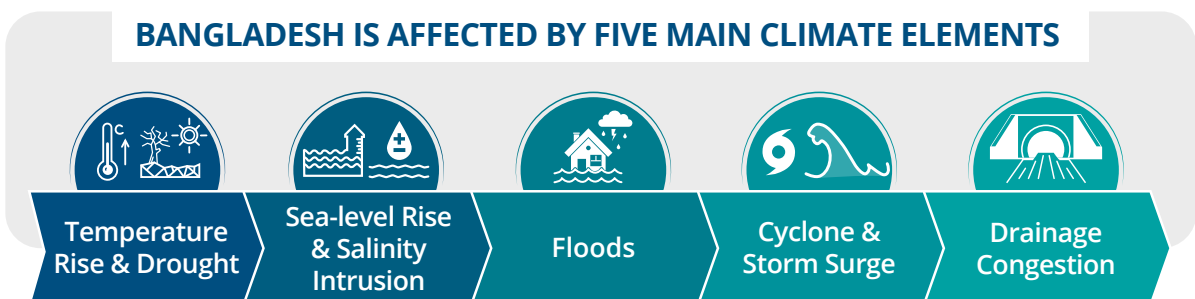 BANGLADESH IS AFFECTED BY FIVE MAIN CLIMATE ELEMENTS
C
Temperature
Rise & Drought
Sea-level Rise
& Salinity
Intrusion
Floods
Cyclone &
Storm Surge
Drainage
Congestion